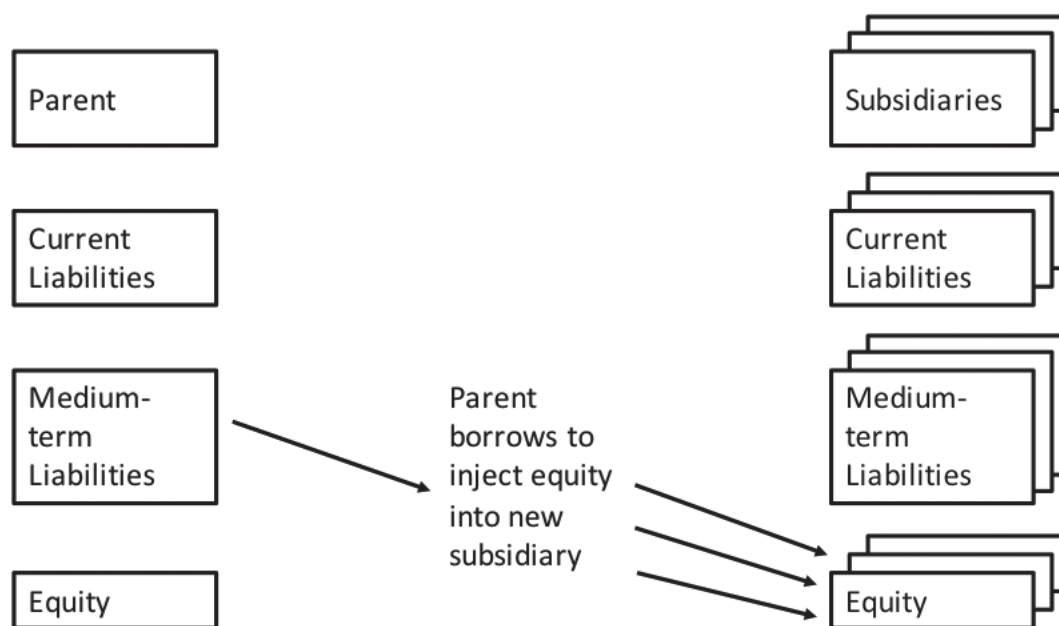 Parent
Subsidiaries
Current
Liabilities
Current
Liabilities
Medium-
term
Liabilities
Parent
borrows to
inject equity
into new
subsidiary
Medium-
term
Liabilities
Equity
Equity